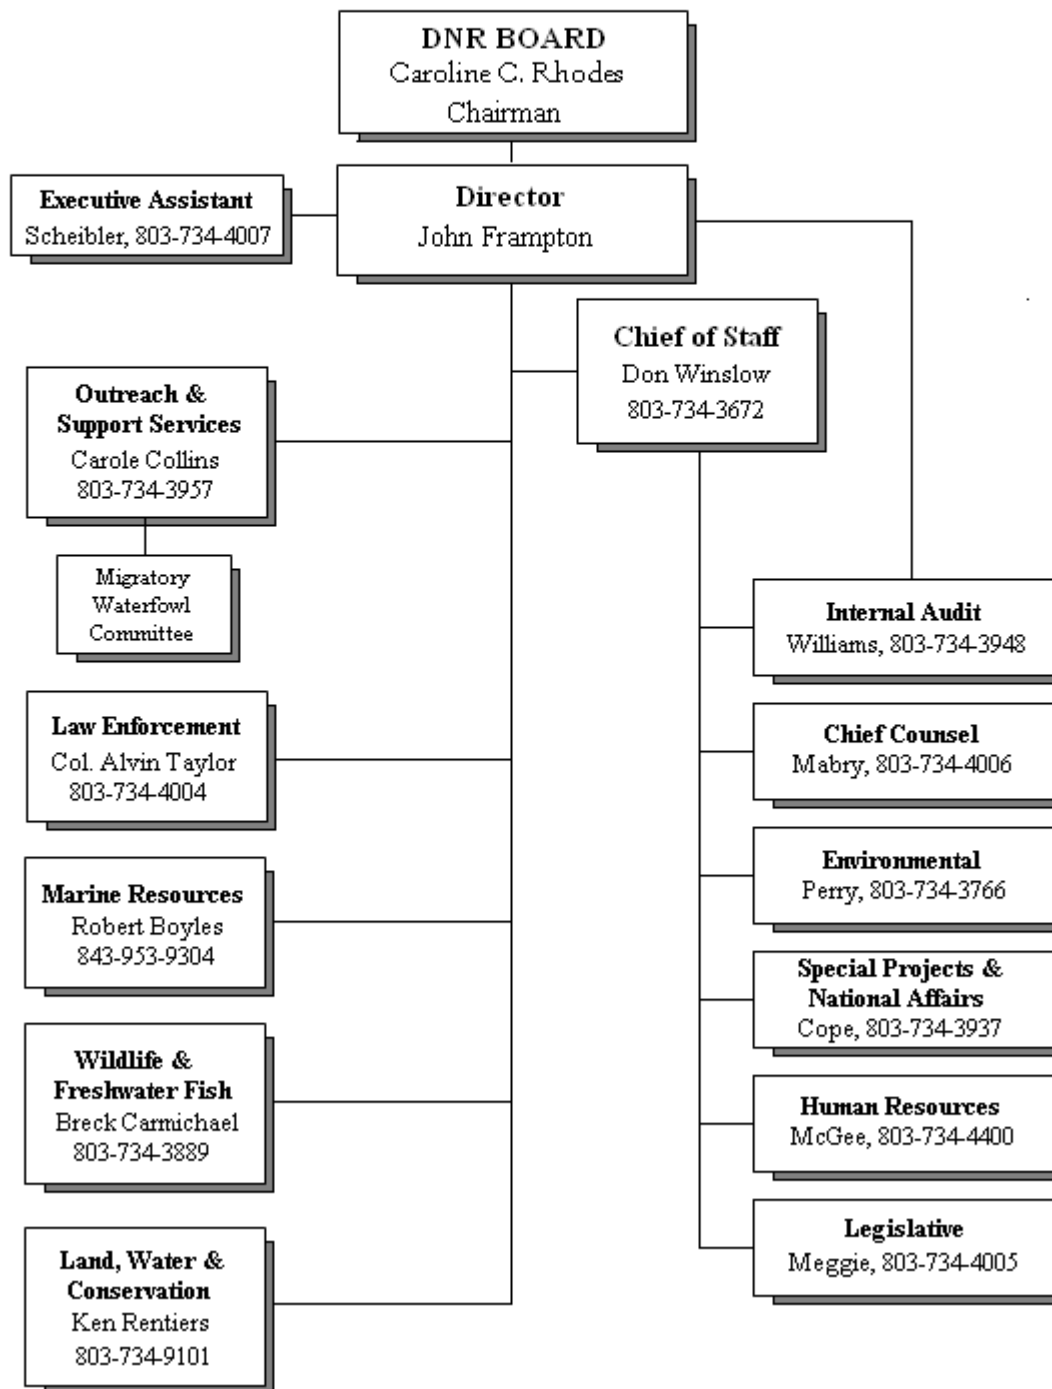 DNR BOARD
Caroline C. Rhodes
Chairman
Director
John Frampton
Executive Assistant
Scheibler, 803-734-4007
Chief of Staff
Don Winslow
803-734-3672
Outreach &
Support Services
Carole Collins
803-734-3957
Migratory
Waterfowl
Committee
Law Enforcement
Col. Alvin Taylor
803-734-4004
Marine Resources
Robert Boyles
843-953-9304
Wildlife &
Freshwater Fish
Breck Carmichael
803-734-3889
Land, Water &
Conservation
Ken Rentiers
803-734-9101
Internal Audit
Williams, 803-734-3948
Chief Counsel
Mabry, 803-734-4006
Environmental
Perry, 803-734-3766
Special Projects &
National Affairs
Cope, 803-734-3937
Human Resources
McGee, 803-734-4400
Legislative
Meggie, 803-734-4005